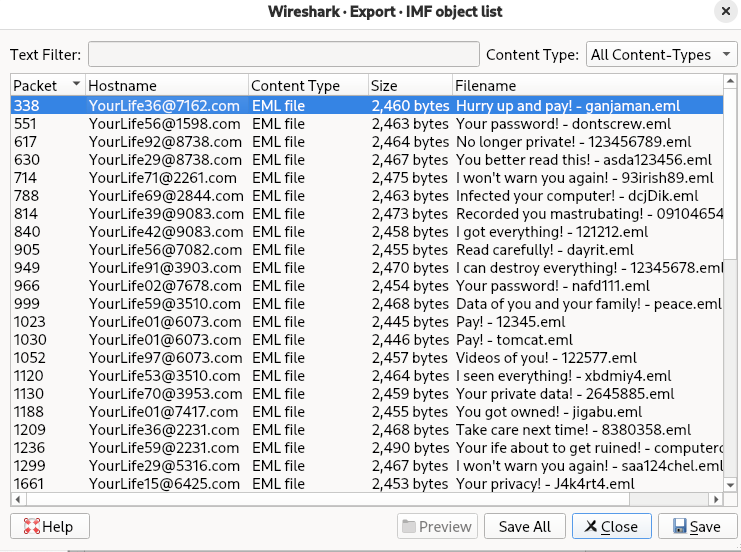 Wireshark · Export · IMF object list
Text Filter: Content Type: All Content-Types
Packet Hostname Content Type Size Filename
338 YourLife36@7162.com EML file 2,460 bytes Hurry up and pay! - ganjaman.eml
551 YourLife56@1598.com EML file 2,463 bytes Your password! - dontscrew.eml
617 YourLife92@8738.com EML file 2,464 bytes No longer private! - 123456789.eml
630 YourLife29@8738.com EML file 2,467 bytes You better read this! - asda123456.eml
714 YourLife71@2261.com EML file 2,475 bytes I won't warn you again! - 93irish89.eml
788 YourLife69@2844.com EML file 2,463 bytes Infected your computer! - dcjDik.eml
814 YourLife39@9083.com EML file 2,473 bytes Recorded you mastrubating! - 09104654
840 YourLife42@9083.com EML file 2,458 bytes I got everything! - 121212.eml
905 YourLife56@7082.com EML file 2,455 bytes Read carefully! - dayrit.eml
949 YourLife91@3903.com EML file 2,470 bytes I can destroy everything! - 12345678.eml
966 YourLife02@7678.com EML file 2,454 bytes Your password! - nafd111.eml
999 YourLife59@3510.com EML file 2,468 bytes Data of you and your family! - peace.eml
1023 YourLife01@6073.com EML file 2,445 bytes Pay! - 12345.eml
1030 YourLife01@6073.com EML file 2,446 bytes Pay! - tomcat.eml
1052 YourLife97@6073.com EML file 2,457 bytes Videos of you! - 122577.eml
1120 YourLife53@3510.com EML file 2,464 bytes I seen everything! - xbdmiy4.eml
1130 YourLife70@3953.com EML file 2,459 bytes Your private data! - 2645885.eml
1188 YourLife01@7417.com EML file 2,455 bytes You got owned! - jigabu.eml
1209 YourLife36@2231.com EML file 2,468 bytes Take care next time! - 8380358.eml
1236 YourLife59@2231.com EML file 2,490 bytes Your ife about to get ruined! - computerc
1299 YourLife29@5316.com EML file 2,467 bytes I won't warn you again! - saa124chel.eml
1661 YourLife15@6425.com EML file 2,453 bytes Your privacy! - J4k4rt4.eml
Help Preview Save All Close Save